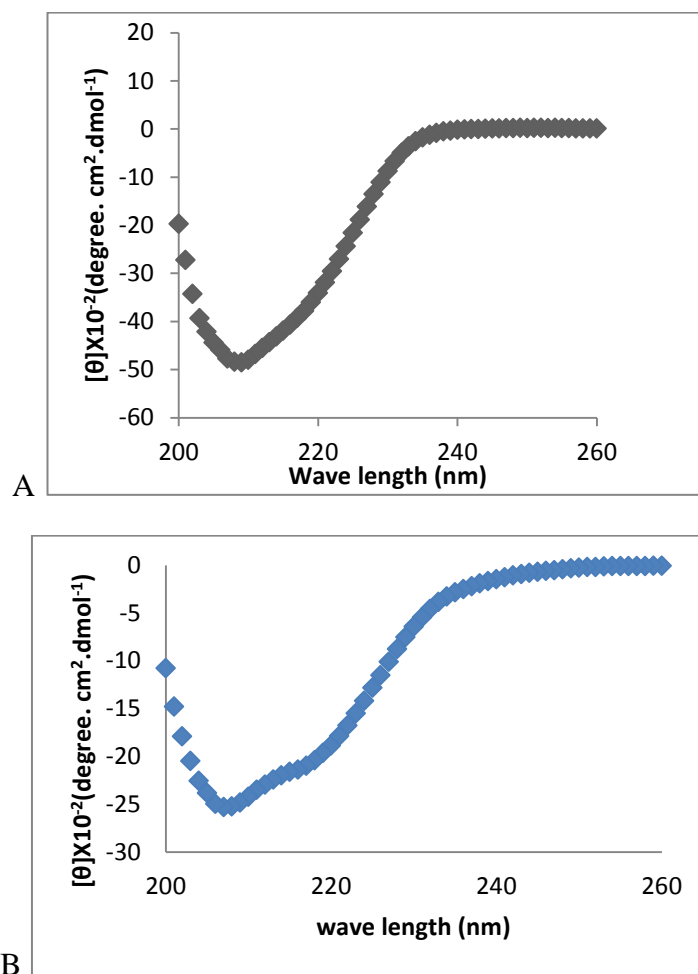 20
10
0
-10
-20
-30
-40
-50
-60
[θ]X10⁻²(degree. cm².dmol⁻¹)
200 220 240 260
Wave length (nm)
A
0
-5
-10
-15
-20
-25
-30
[θ]X10⁻²(degree. cm².dmol⁻¹)
200 220 240 260
wave length (nm)
B